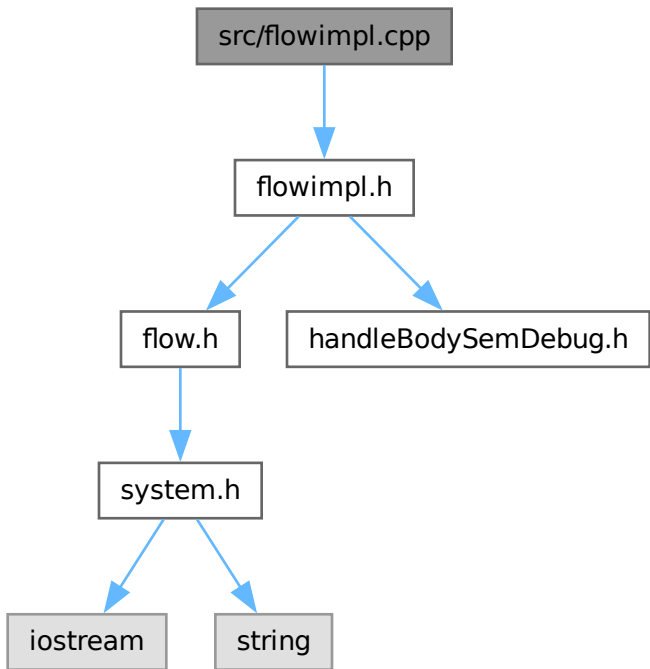 src/flowimpl.cpp
flowimpl.h
flow.h
handleBodySemDebug.h
system.h
iostream
string